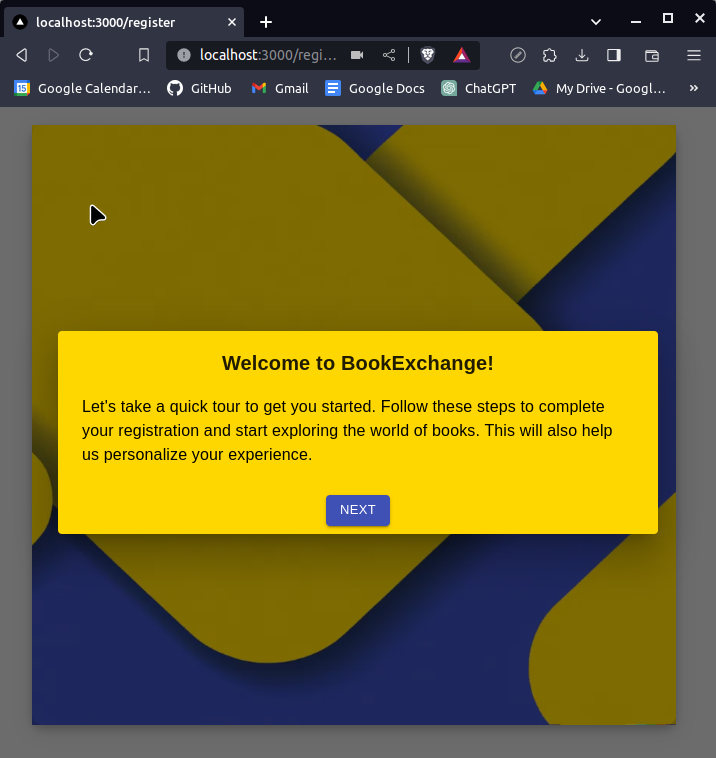 localhost:3000/register
localhost:3000/regi...
Google Calendar... GitHub Gmail Google Docs ChatGPT My Drive - Googl... »
15
Welcome to BookExchange!
Let's take a quick tour to get you started. Follow these steps to complete
your registration and start exploring the world of books. This will also help
us personalize your experience.
NEXT